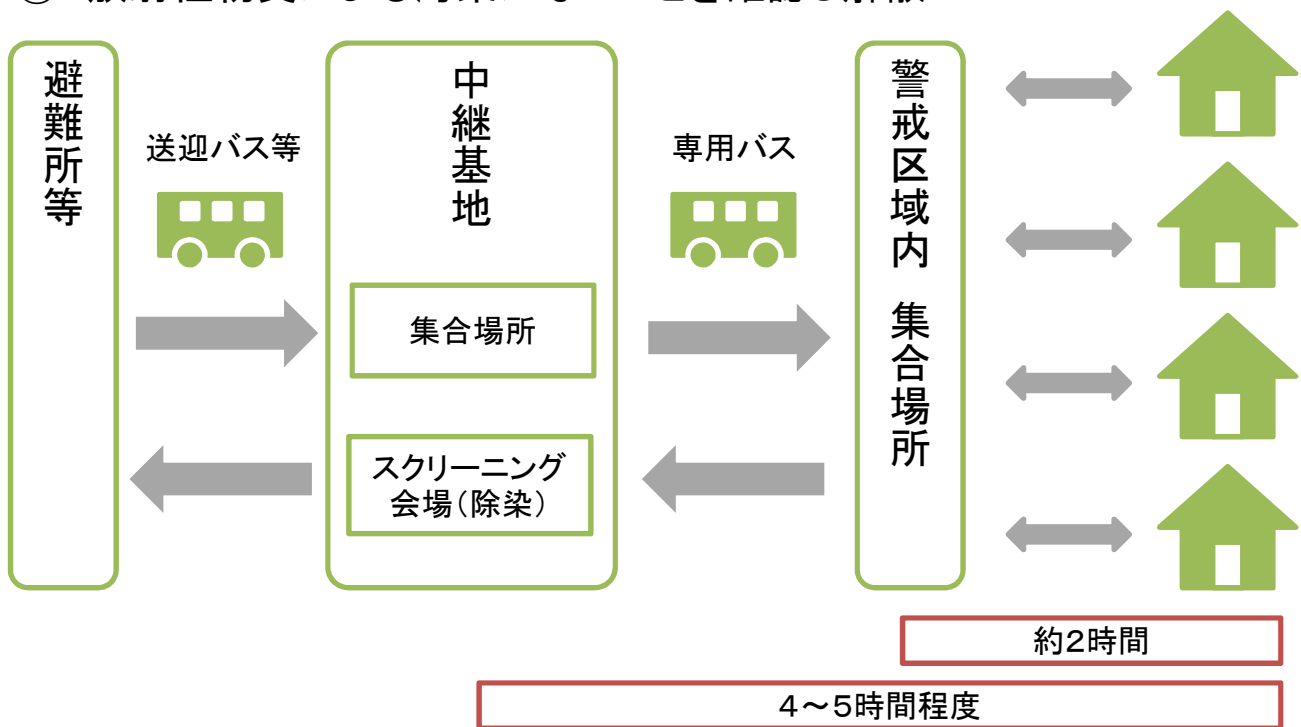 避難所等
送迎バス等
中継基地
集合場所
スクリーニング
会場(除染)
専用バス
警戒区域内 集合場所
約2時間
4～5時間程度